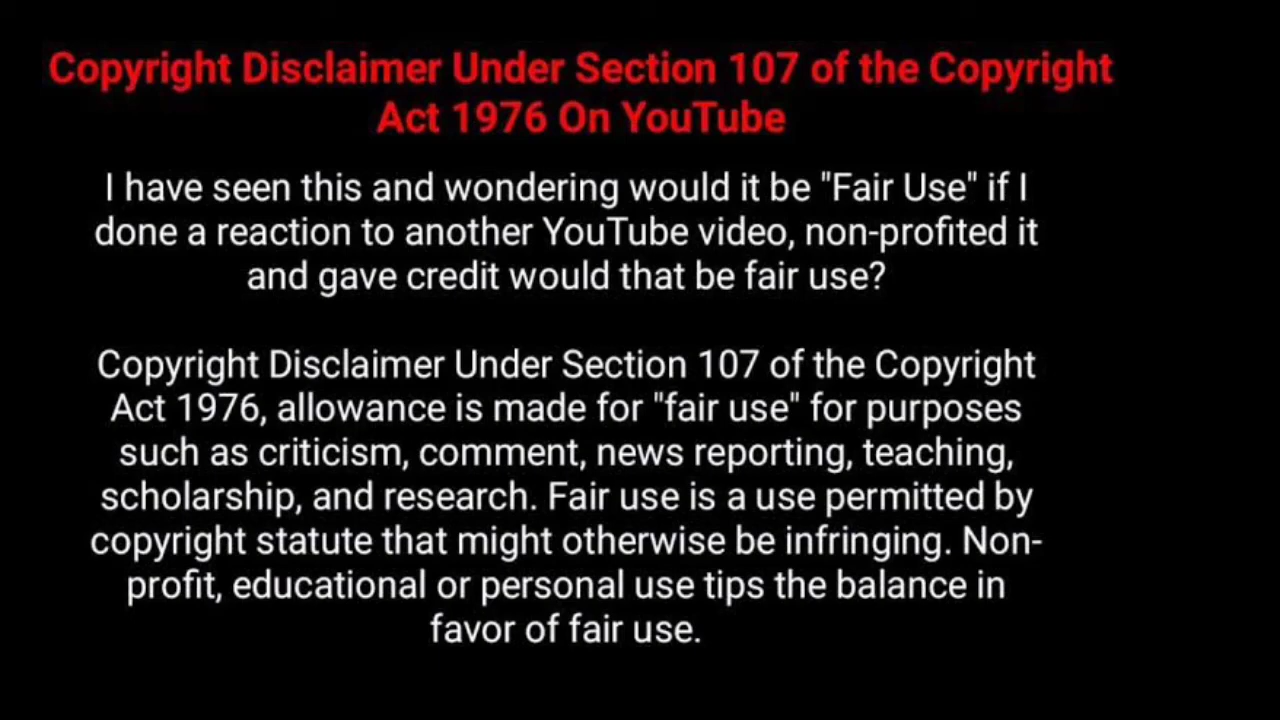 Copyright Disclaimer Under Section 107 of the Copyright
Act 1976 On YouTube
I have seen this and wondering would it be "Fair Use" if I
done a reaction to another YouTube video, non-profited it
and gave credit would that be fair use?
Copyright Disclaimer Under Section 107 of the Copyright
Act 1976, allowance is made for "fair use" for purposes
such as criticism, comment, news reporting, teaching,
scholarship, and research. Fair use is a use permitted by
copyright statute that might otherwise be infringing. Non-
profit, educational or personal use tips the balance in
favor of fair use.